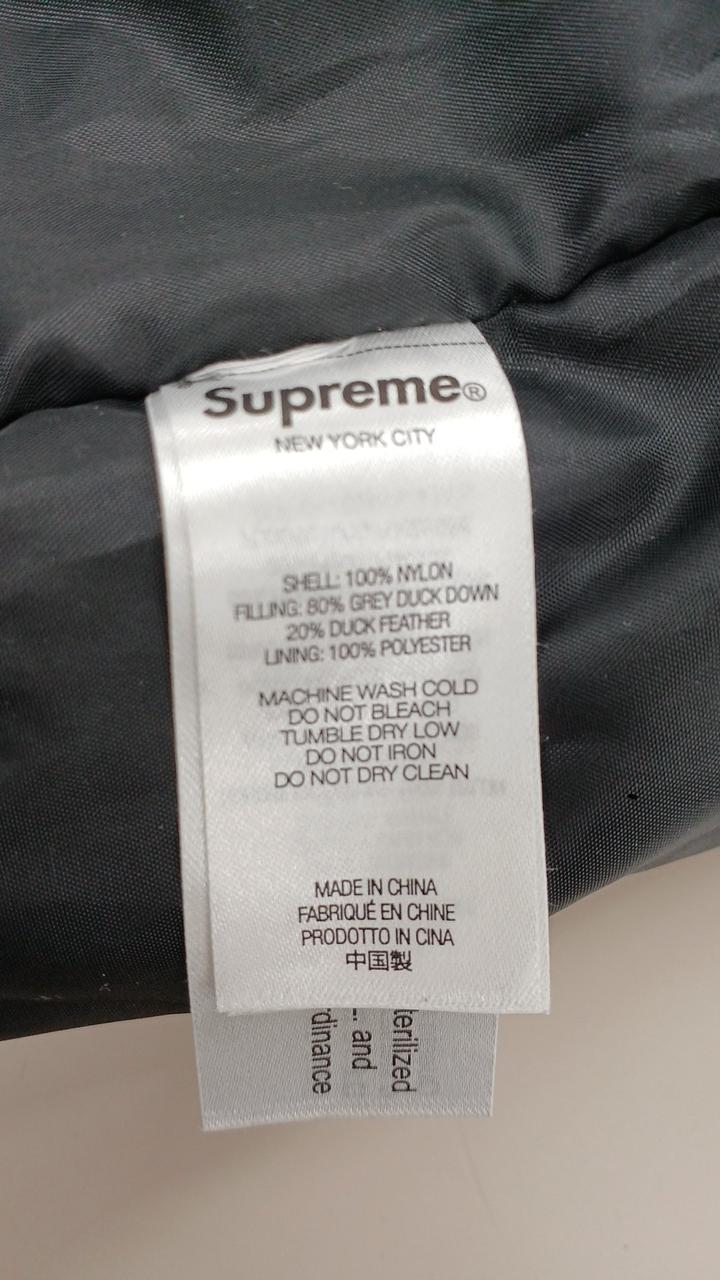 Supreme®
NEW YORK CITY
SHELL: 100% NYLON
FILLING: 80% GREY DUCK DOWN
20% DUCK FEATHER
LINING: 100% POLYESTER
MACHINE WASH COLD
DO NOT BLEACH
TUMBLE DRY LOW
DO NOT IRON
DO NOT DRY CLEAN
MADE IN CHINA
FABRIQUÉ EN CHINE
PRODOTTO IN CINA
中国製
terilized
and
rdinance